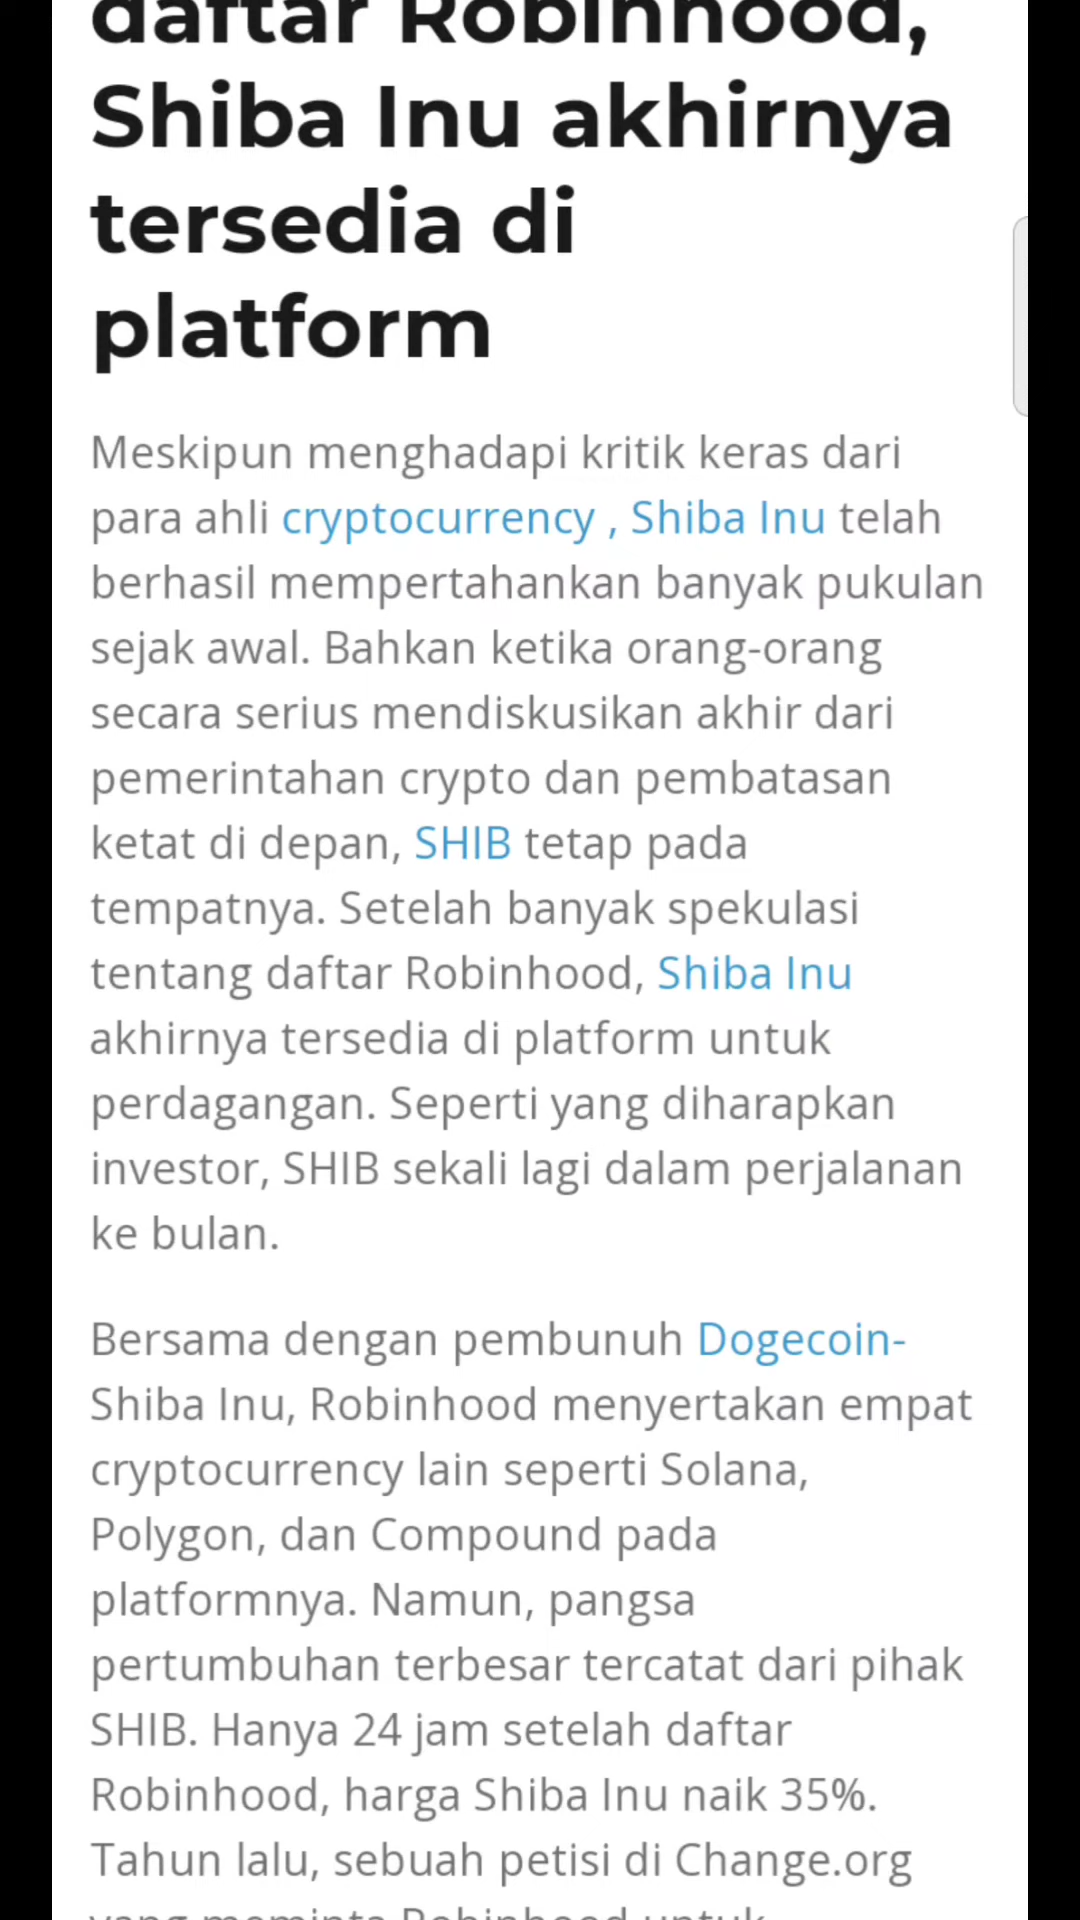 daftar Robinhood,
Shiba Inu akhirnya
tersedia di
platform
Meskipun menghadapi kritik keras dari
para ahli cryptocurrency , Shiba Inu telah
berhasil mempertahankan banyak pukulan
sejak awal. Bahkan ketika orang-orang
secara serius mendiskusikan akhir dari
pemerintahan crypto dan pembatasan
ketat di depan, SHIB tetap pada
tempatnya. Setelah banyak spekulasi
tentang daftar Robinhood, Shiba Inu
akhirnya tersedia di platform untuk
perdagangan. Seperti yang diharapkan
investor, SHIB sekali lagi dalam perjalanan
ke bulan.
Bersama dengan pembunuh Dogecoin-
Shiba Inu, Robinhood menyertakan empat
cryptocurrency lain seperti Solana,
Polygon, dan Compound pada
platformnya. Namun, pangsa
pertumbuhan terbesar tercatat dari pihak
SHIB. Hanya 24 jam setelah daftar
Robinhood, harga Shiba Inu naik 35%.
Tahun lalu, sebuah petisi di Change.org
yang meminta Robinhood untuk